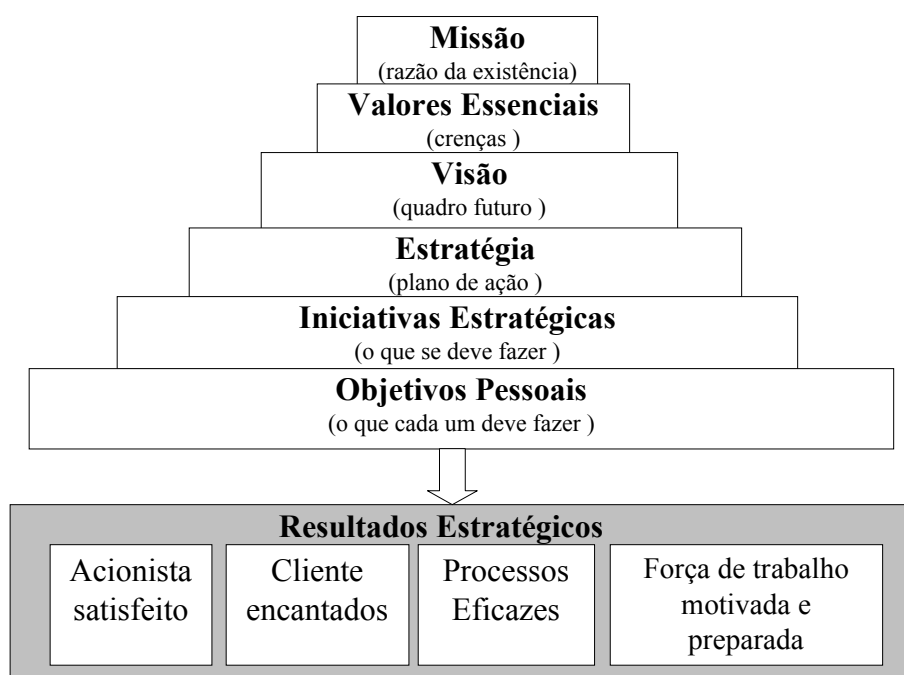 Missão
(razão da existência)
Valores Essenciais
(crenças )
Visão
(quadro futuro )
Estratégia
(plano de ação )
Iniciativas Estratégicas
(o que se deve fazer )
Objetivos Pessoais
(o que cada um deve fazer )
Resultados Estratégicos
Acionista
satisfeito
Cliente
encantados
Processos
Eficazes
Força de trabalho
motivada e
preparada